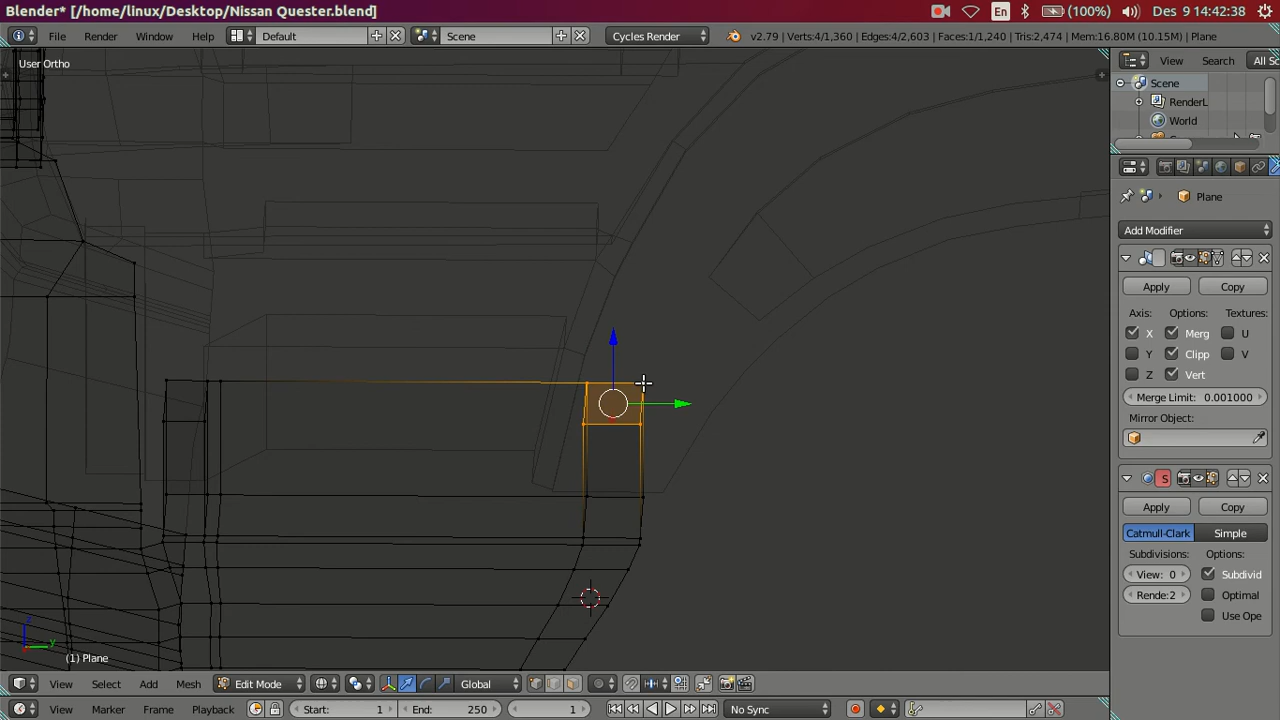 Blender* [/home/linux/Desktop/Nissan Quester.blend]
En
(100%)
Des 9 14:42:38
File
Render
Window
Help
Default
Scene
Cycles Render
v2.79 | Verts:4/1,360 | Edges:4/2,603 | Faces:1/1,240 | Tris:2,474 | Mem:16.80M (10.15M) | Plane
User Ortho
View
Search
All Sc
Scene
RenderL
World
Plane
Add Modifier
Apply
Copy
Axis:
Options:
Textures:
X
Merg
U
Y
Clipp
V
Z
Vert
Merge Limit: 0.001000
Mirror Object:
S
Apply
Copy
Catmull-Clark
Simple
Subdivisions:
Options:
View: 0
Subdivid
Rende:2
Optimal
Use Ope
z
y
(1) Plane
View
Select
Add
Mesh
Edit Mode
Global
View
Marker
Frame
Playback
Start: 1
End: 250
1
No Sync